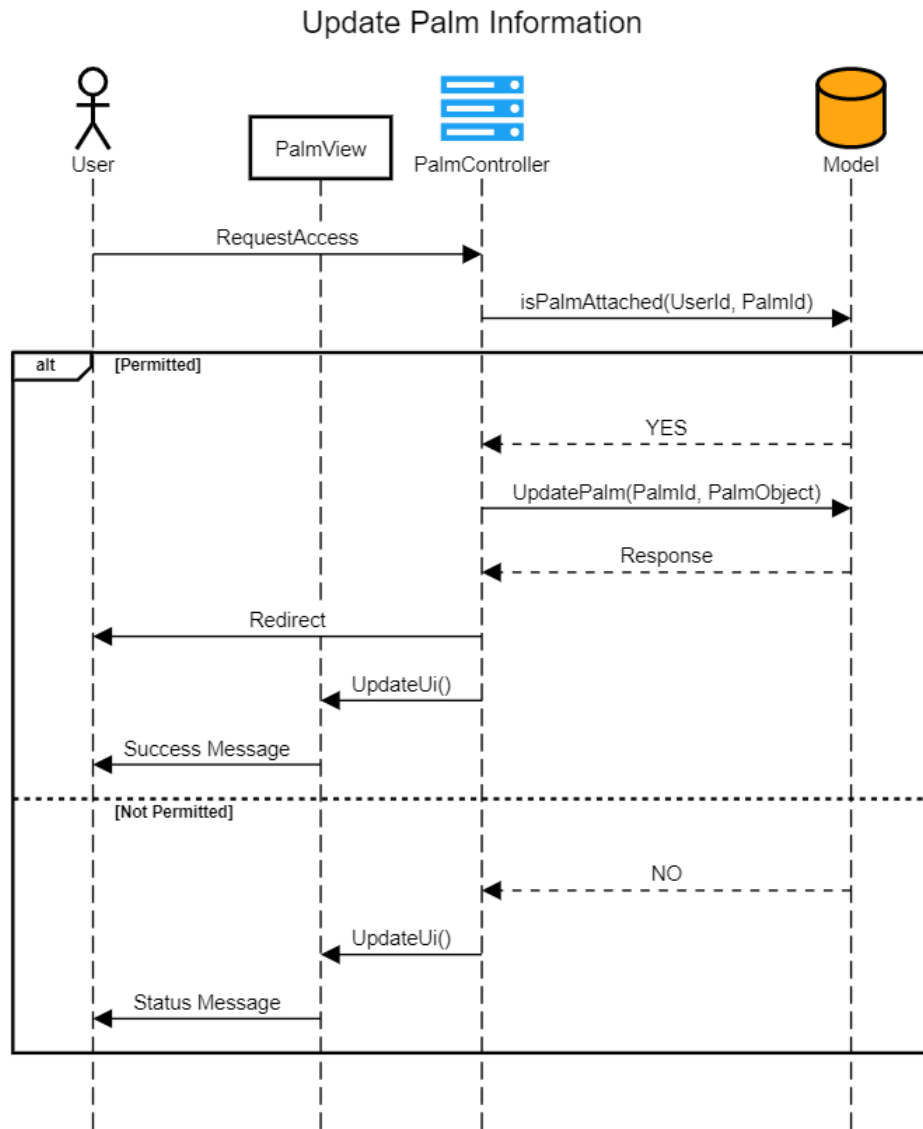 Update Palm Information
User
PalmView
PalmController
Model
RequestAccess
isPalmAttached(UserId, PalmId)
alt
[Permitted]
YES
UpdatePalm(PalmId, PalmObject)
Response
Redirect
UpdateUi()
Success Message
[Not Permitted]
NO
UpdateUi()
Status Message